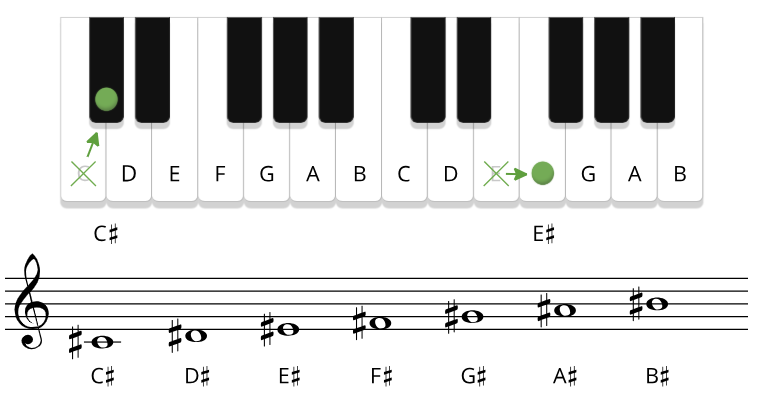 C D E F G A B C D E G A B
C♯ E♯
C♯ D♯ E♯ F♯ G♯ A♯ B♯